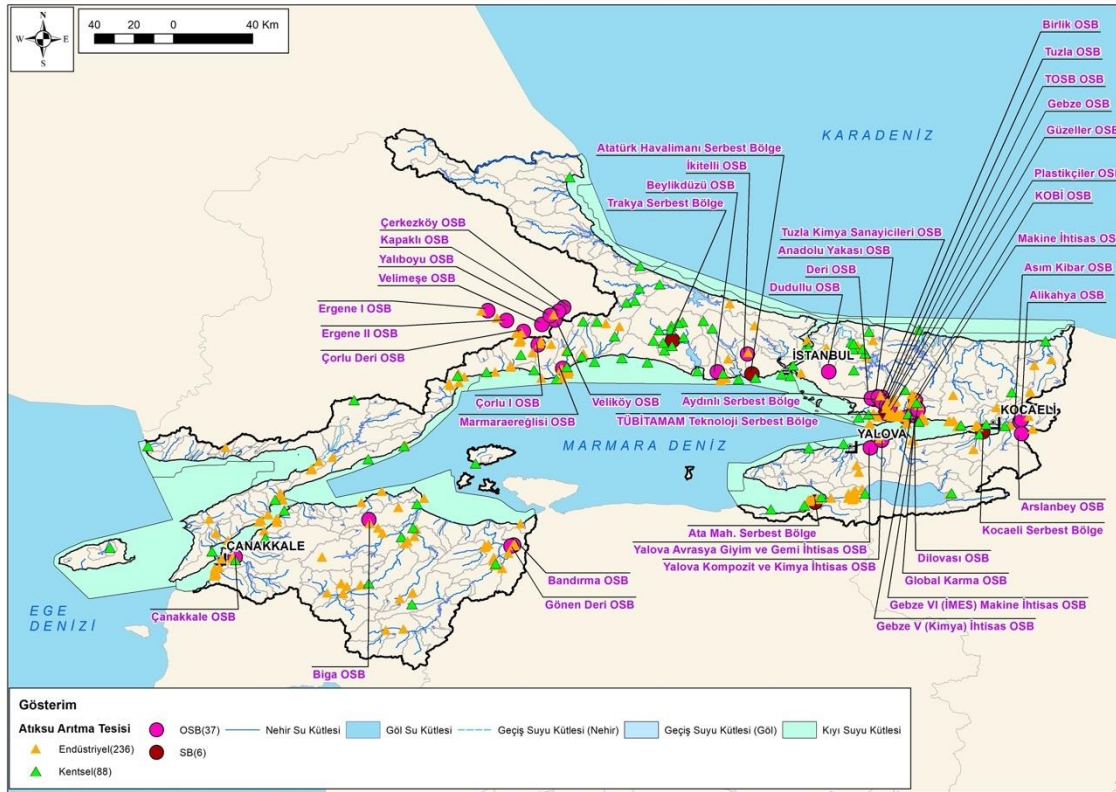 N
W E
S
40 20 0 40 Km
KARADENİZ
Birlik OSB
Tuzla OSB
TOSB OSB
Gebze OSB
Güzeller OSB
Plastikçiler OSB
KOBİ OSB
Makine İhtisas OSB
Asım Kibar OSB
Alikahya OSB
Atatürk Havalimanı Serbest Bölge
İkitelli OSB
Beylikdüzü OSB
Trakya Serbest Bölge
Tuzla Kimya Sanayicileri OSB
Anadolu Yakası OSB
Deri OSB
Dudullu OSB
Çerkezköy OSB
Kapaklı OSB
Yalıboyu OSB
Velimeşe OSB
Ergene I OSB
Ergene II OSB
Çorlu Deri OSB
İSTANBUL
Çorlu I OSB
Veliköy OSB
Marmaraereğlisi OSB
Aydınlı Serbest Bölge
TÜBİTAMAM Teknoloji Serbest Bölge
KOCAELİ
YALOVA
MARMARA DENİZ
Arslanbey OSB
Kocaeli Serbest Bölge
Ata Mah. Serbest Bölge
Yalova Avrasya Giyim ve Gemi İhtisas OSB
Yalova Kompozit ve Kimya İhtisas OSB
Dilovası OSB
Global Karma OSB
Gebze VI (İMES) Makine İhtisas OSB
Gebze V (Kimya) İhtisas OSB
ÇANAKKALE
Bandırma OSB
Gönen Deri OSB
Çanakkale OSB
Biga OSB
EGE
DENİZİ
Gösterim
Atıksu Arıtma Tesisi
Endüstriyel(236)
Kentsel(88)
OSB(37)
SB(6)
Nehir Su Kütlesi
Göl Su Kütlesi
Geçiş Suyu Kütlesi (Nehir)
Geçiş Suyu Kütlesi (Göl)
Kıyı Suyu Kütlesi